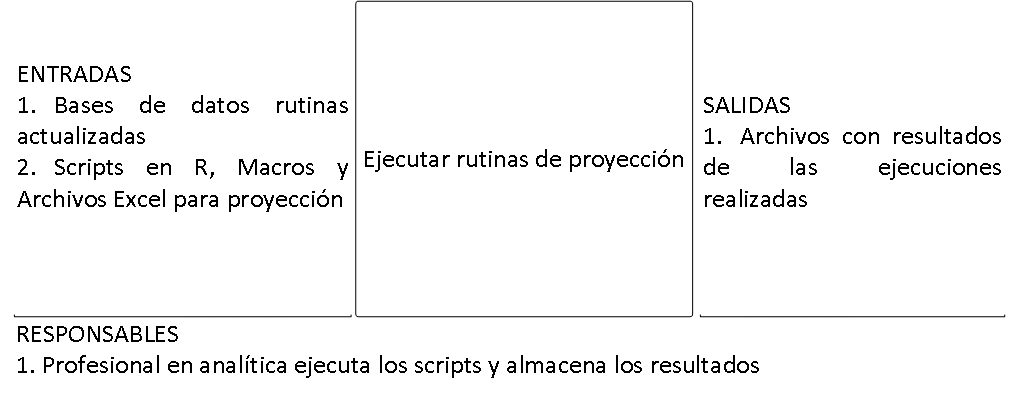 ENTRADAS
1. Bases de datos rutinas
actualizadas
2. Scripts en R, Macros y
Archivos Excel para proyección
Ejecutar rutinas de proyección
SALIDAS
1. Archivos con resultados
de las ejecuciones
realizadas
RESPONSABLES
1. Profesional en analítica ejecuta los scripts y almacena los resultados